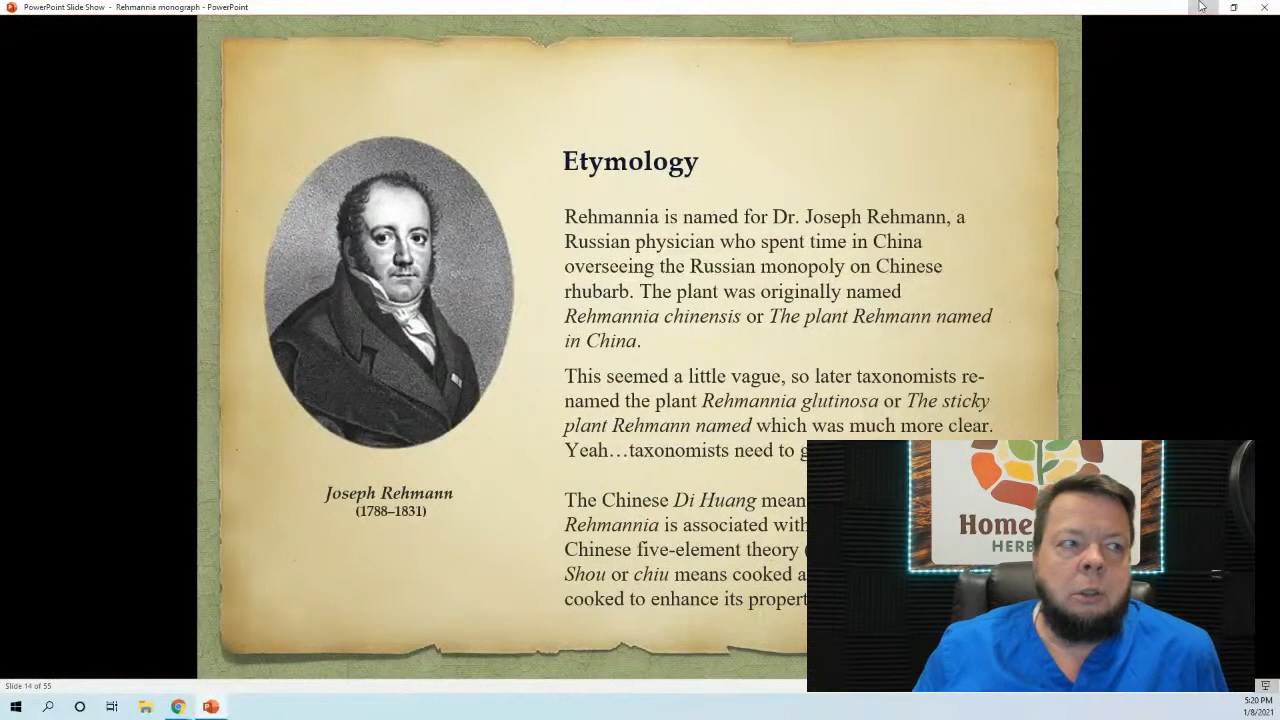 PowerPoint Slide Show - Rehmannia monograph - PowerPoint
Etymology
Rehmannia is named for Dr. Joseph Rehmann, a
Russian physician who spent time in China
overseeing the Russian monopoly on Chinese
rhubarb. The plant was originally named
Rehmannia chinensis or The plant Rehmann named
in China.
This seemed a little vague, so later taxonomists re-
named the plant Rehmannia glutinosa or The sticky
plant Rehmann named which was much more clear.
Yeah…taxonomists need to
The Chinese Di Huang
Rehmannia is associated with
Chinese five-element theory
Shou or chiu means cooked
cooked to enhance its
Joseph Rehmann
(1788–1831)
Home
HERB
Slide 14 of 55
5:20 PM
1/8/2021